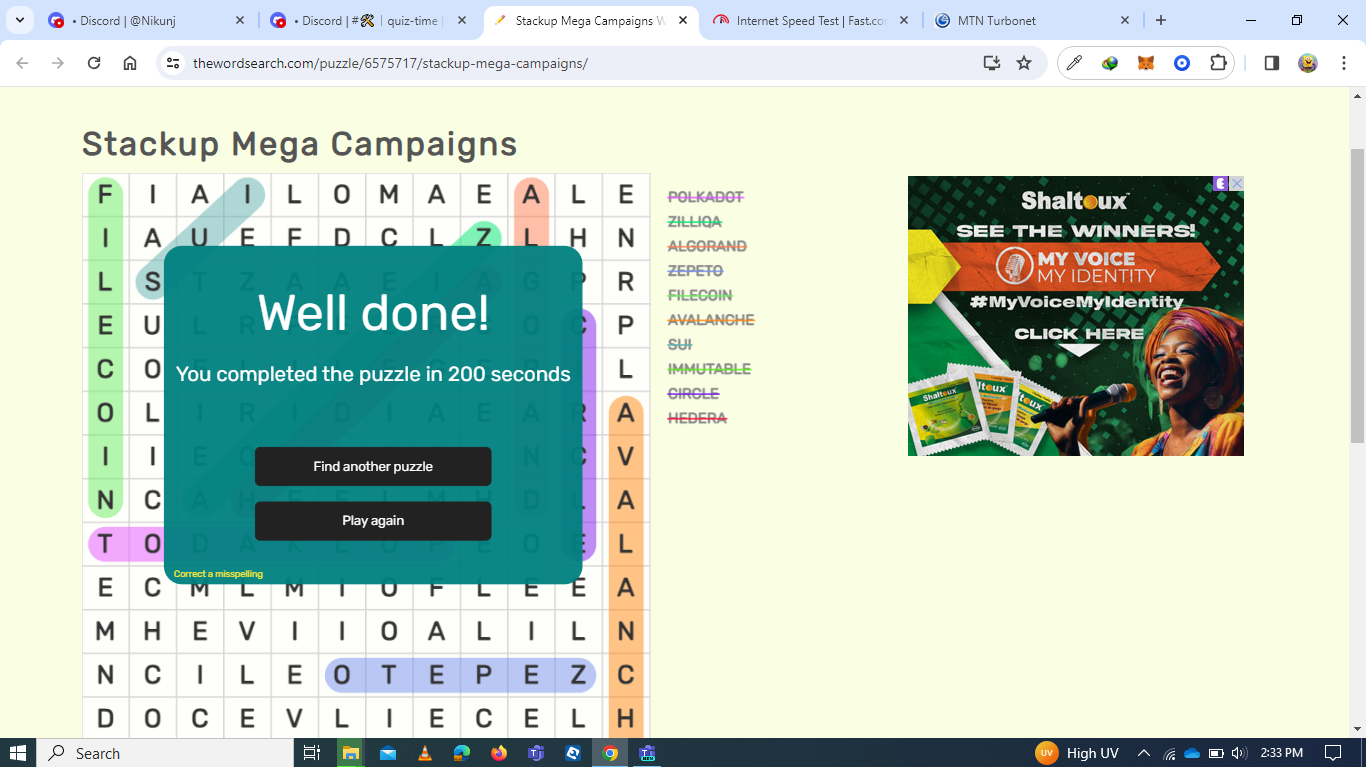 • Discord | @Nikunj
• Discord | #🛠 | quiz-time |
Stackup Mega Campaigns W
Internet Speed Test | Fast.co
MTN Turbonet
thewordsearch.com/puzzle/6575717/stackup-mega-campaigns/
Stackup Mega Campaigns
F I A I L O M A E A L E
I A U E F D C L Z L H N
L S T Z A A A E I A G P R
E U L R C O C P
C O L
O L I R D I A E A R A
I I E C N C V
N C A H E E I M H D L A
T O D A K L O P E O E L
E C M L M I O F L E E A
M H E V I I O A L I L N
N C I L E O T E P E Z C
D O C E V L I E C E L H
Well done!
You completed the puzzle in 200 seconds
Find another puzzle
Play again
Correct a misspelling
POLKADOT
ZILLIQA
ALGORAND
ZEPETO
FILECOIN
AVALANCHE
SUI
IMMUTABLE
CIRCLE
HEDERA
Shaltoux™
SEE THE WINNERS!
MY VOICE
MY IDENTITY
#MyVoiceMyIdentity
CLICK HERE
Shaltoux
Shaltoux
Search
UV
High UV
2:33 PM